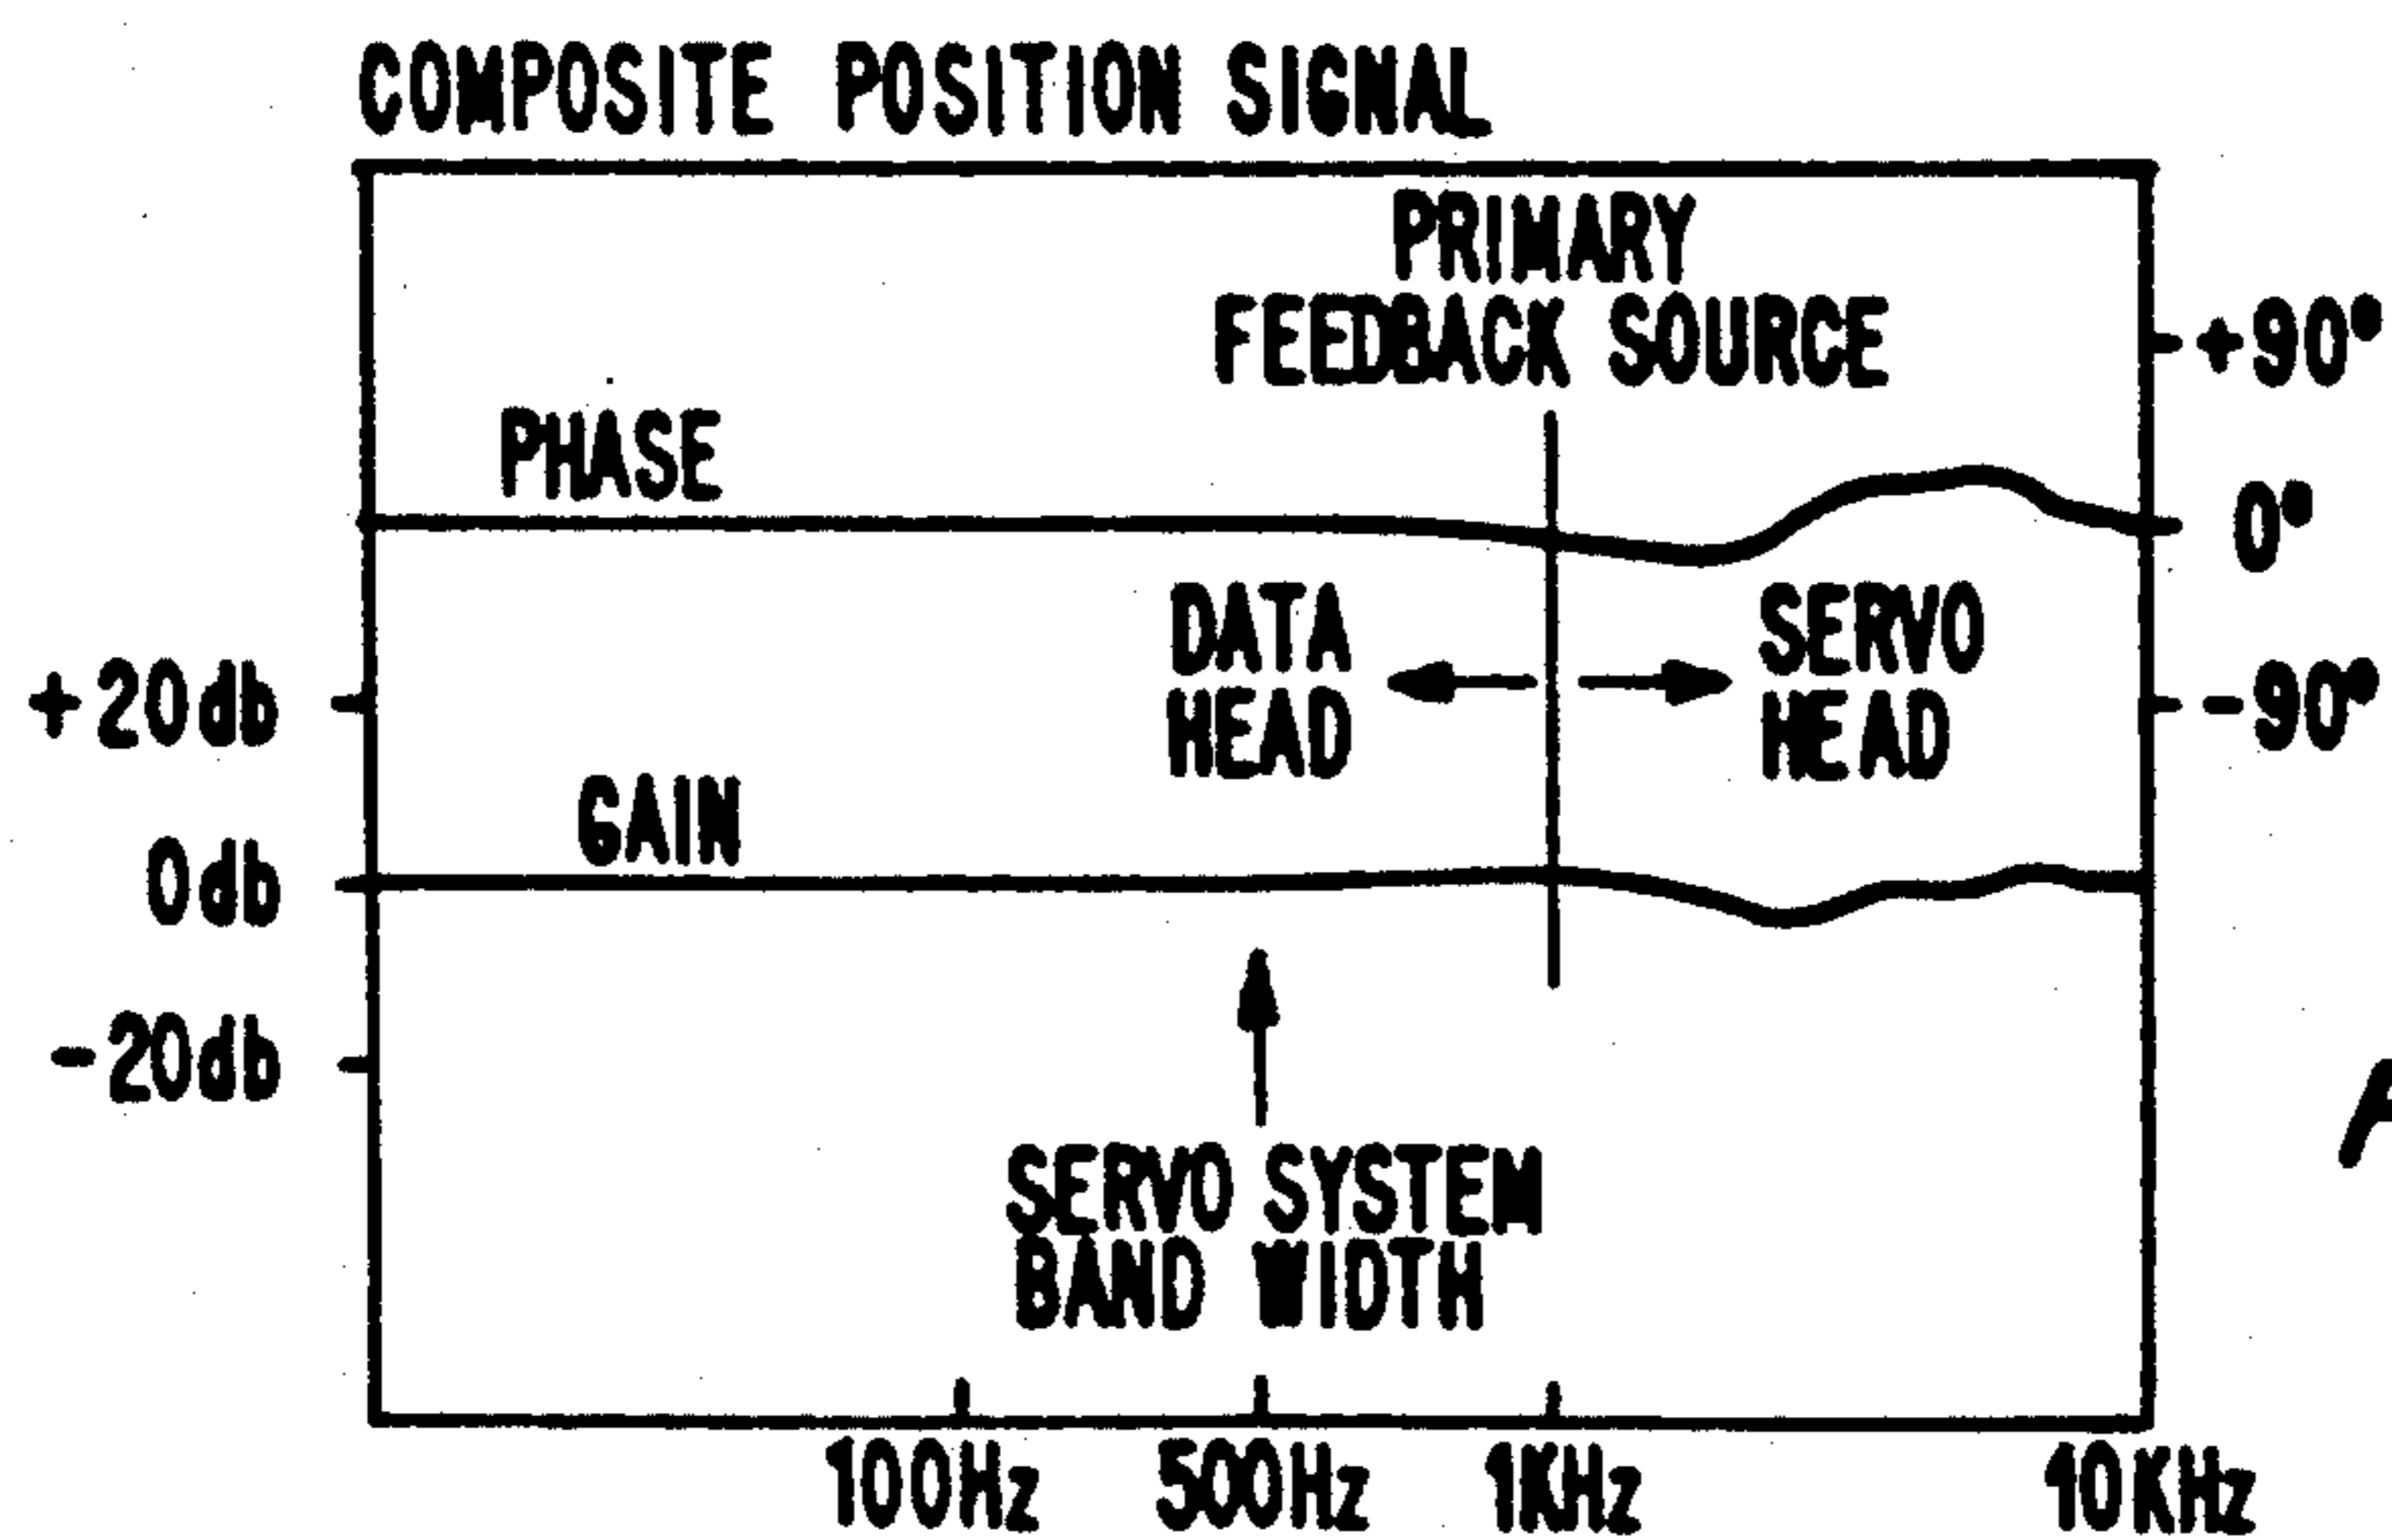 COMPOSITE POSITION SIGNAL
PRIMARY
FEEDBACK SOURCE
+90°
PHASE
0°
DATA
HEAD
SERVO
HEAD
+20db
-90°
GAIN
0db
-20db
SERVO SYSTEM
BAND WIDTH
100Hz 500Hz 1KHz 10KHz